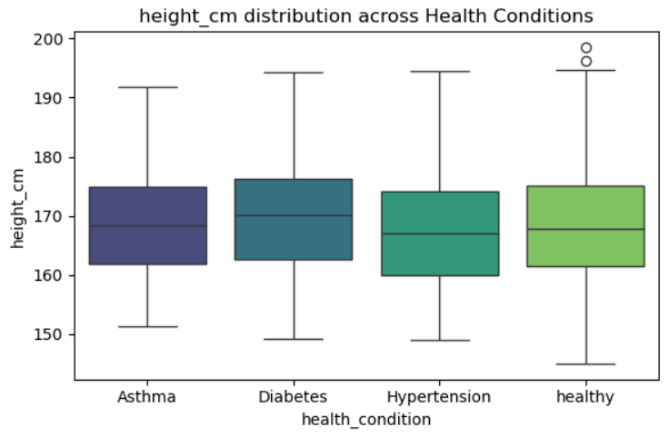 height_cm distribution across Health Conditions
200
190
180
170
160
150
height_cm
Asthma
Diabetes
Hypertension
healthy
health_condition